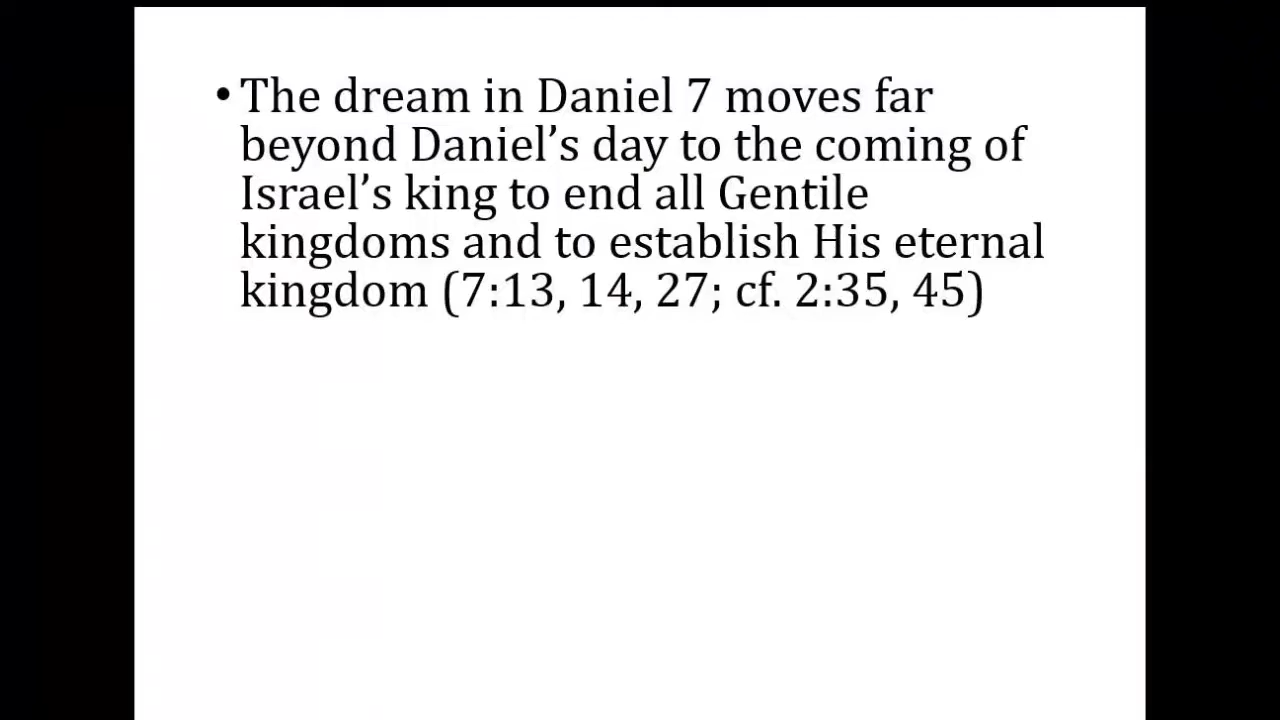 • The dream in Daniel 7 moves far
beyond Daniel’s day to the coming of
Israel’s king to end all Gentile
kingdoms and to establish His eternal
kingdom (7:13, 14, 27; cf. 2:35, 45)